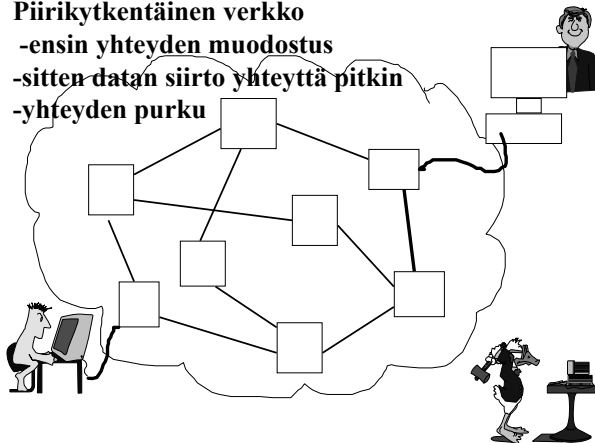 Piirikytkentäinen verkko
-ensin yhteyden muodostus
-sitten datan siirto yhteyttä pitkin
-yhteyden purku